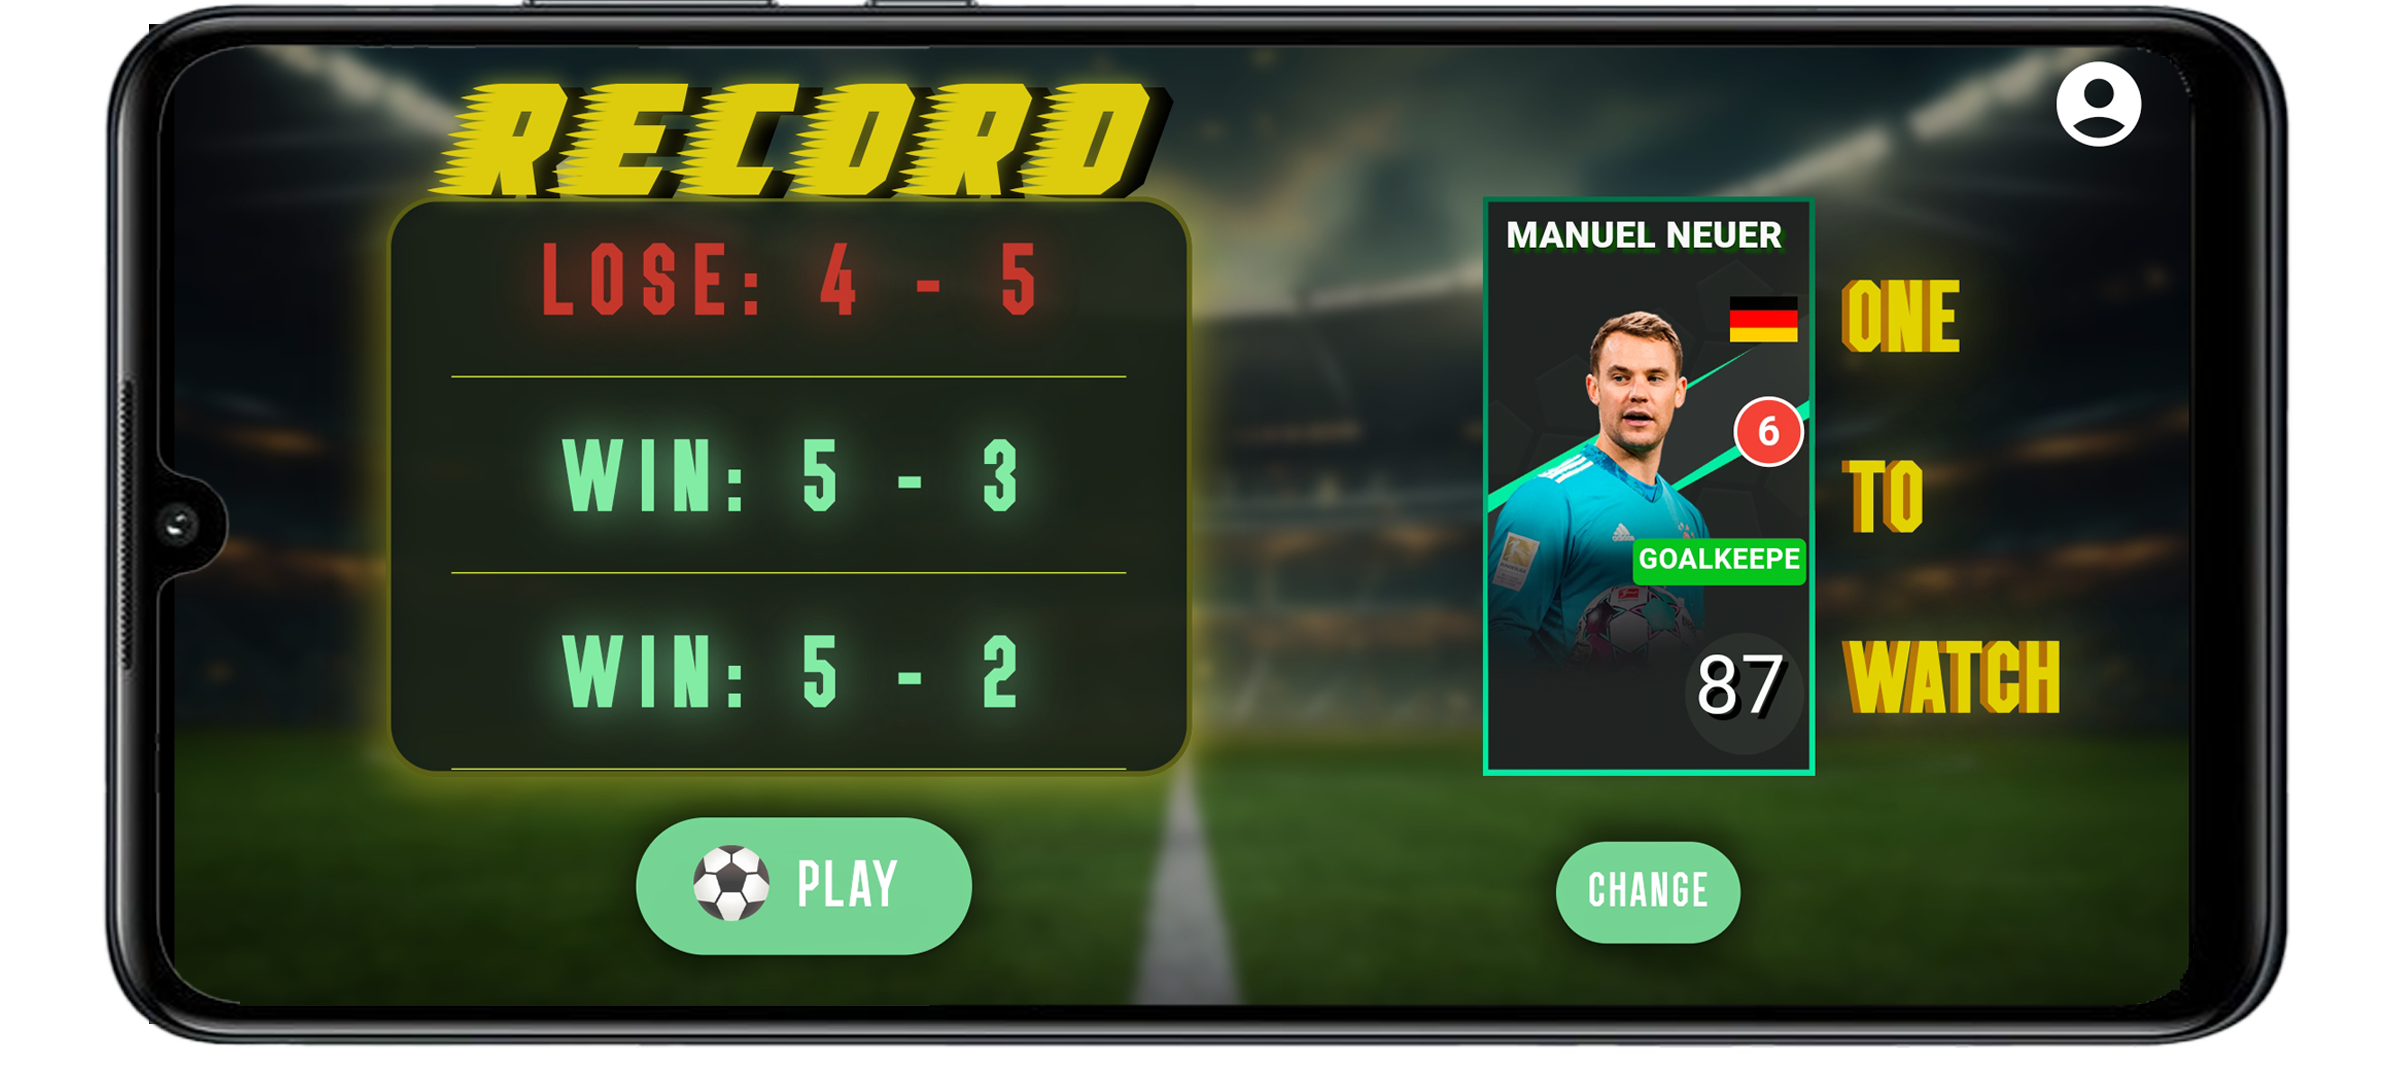 RECORD
LOSE: 4 - 5
WIN: 5 - 3
WIN: 5 - 2
PLAY
MANUEL NEUER
6
GOALKEEPE
87
CHANGE
ONE
TO
WATCH